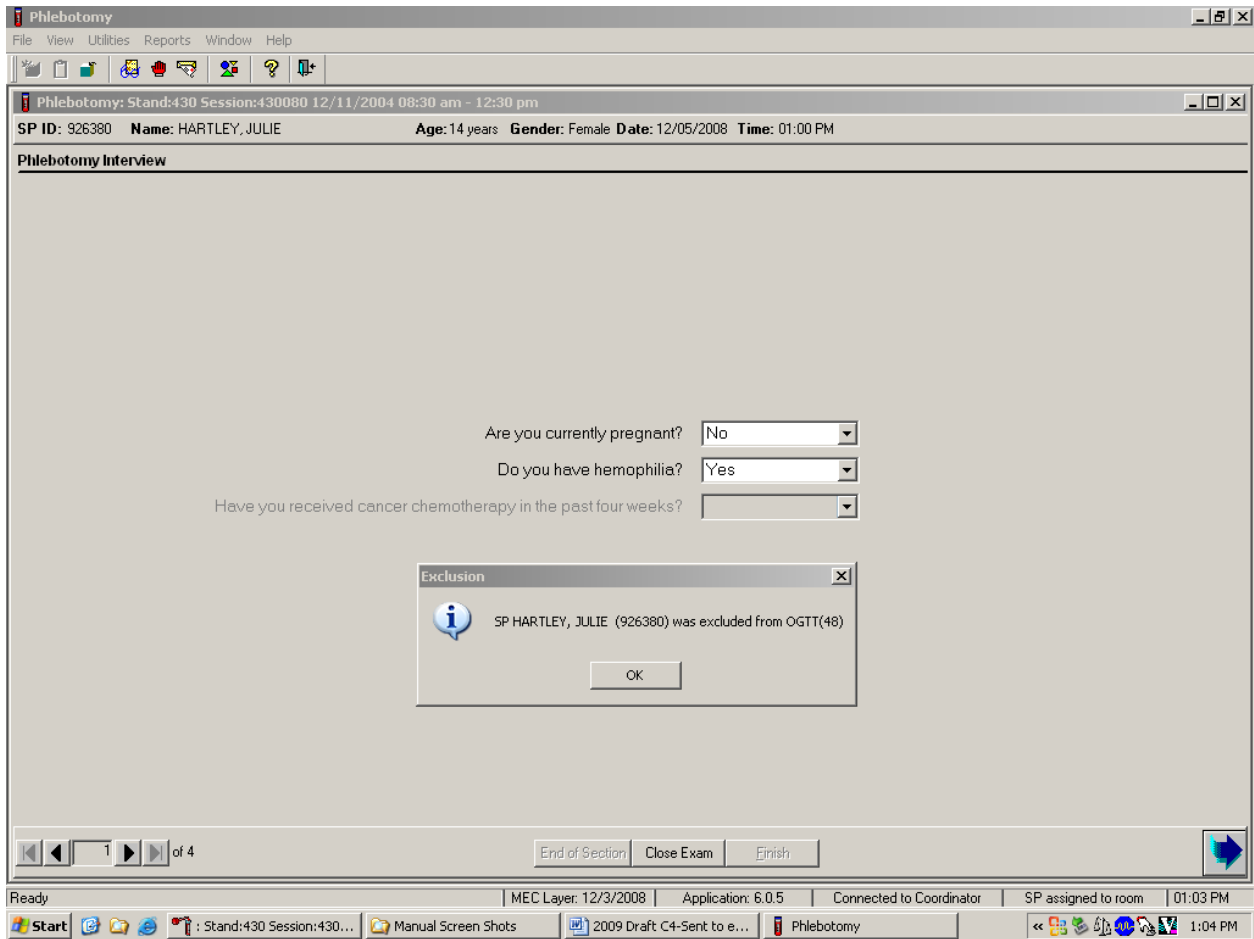 Phlebotomy
File View Utilities Reports Window Help
Phlebotomy: Stand:430 Session:430080 12/11/2004 08:30 am - 12:30 pm
SP ID: 926380 Name: HARTLEY, JULIE Age: 14 years Gender: Female Date: 12/05/2008 Time: 01:00 PM
Phlebotomy Interview
Are you currently pregnant? No
Do you have hemophilia? Yes
Have you received cancer chemotherapy in the past four weeks?
Exclusion
SP HARTLEY, JULIE (926380) was excluded from OGTT(48)
OK
1 of 4 End of Section Close Exam Finish
Ready MEC Layer: 12/3/2008 Application: 6.0.5 Connected to Coordinator SP assigned to room 01:03 PM
Start : Stand:430 Session:430... Manual Screen Shots 2009 Draft C4-Sent to e... Phlebotomy « 1:04 PM